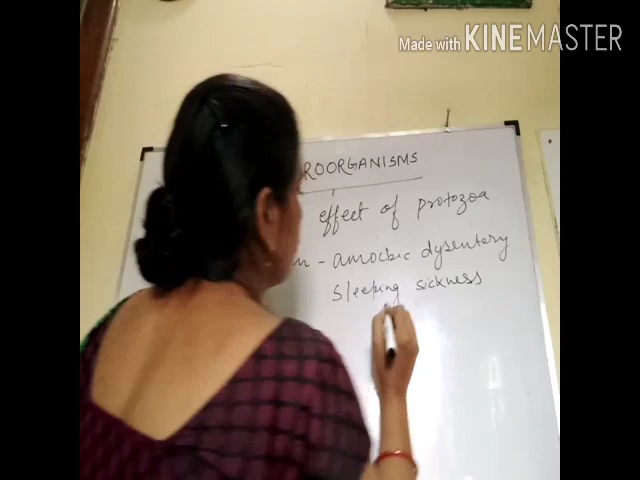 Made with KINEMASTER
ROORGANISMS
effect of protozoa
- amoebic dysentery
Sleeping sickness